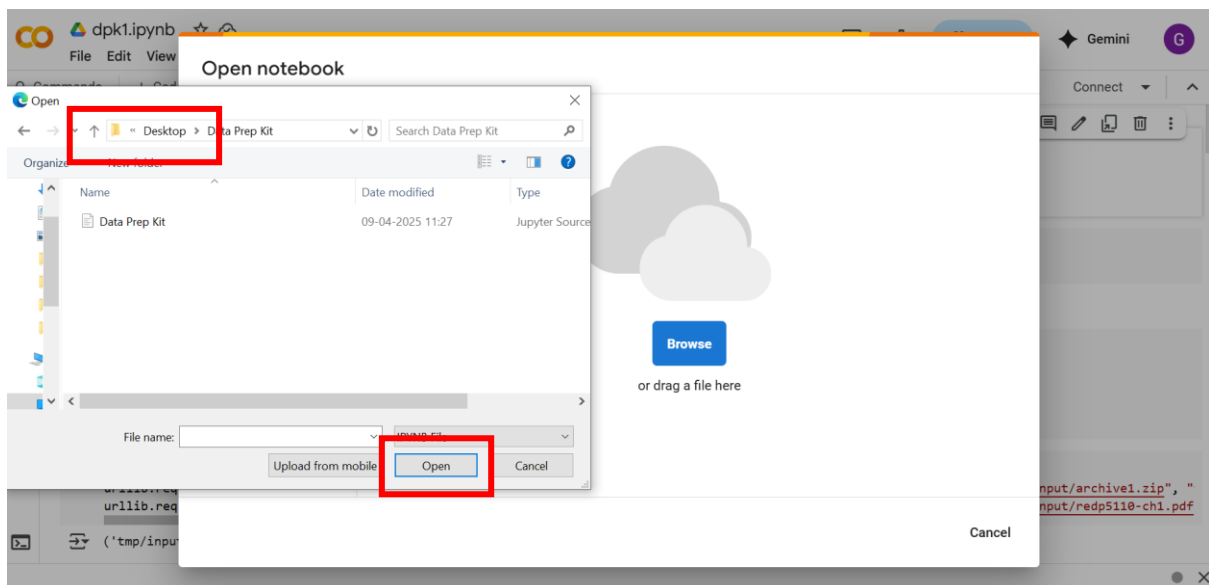 dpk1.ipynb
File Edit View
Gemini
G
Open notebook
Connect
Open
« Desktop > Data Prep Kit
Search Data Prep Kit
Organize
New folder
Name Date modified Type
Data Prep Kit 09-04-2025 11:27 Jupyter Source
Browse
or drag a file here
File name:
IPYNB File
Upload from mobile Open Cancel
urllib.req
nput/archive1.zip", "
urllib.req
nput/redp5110-ch1.pdf
('tmp/input
Cancel